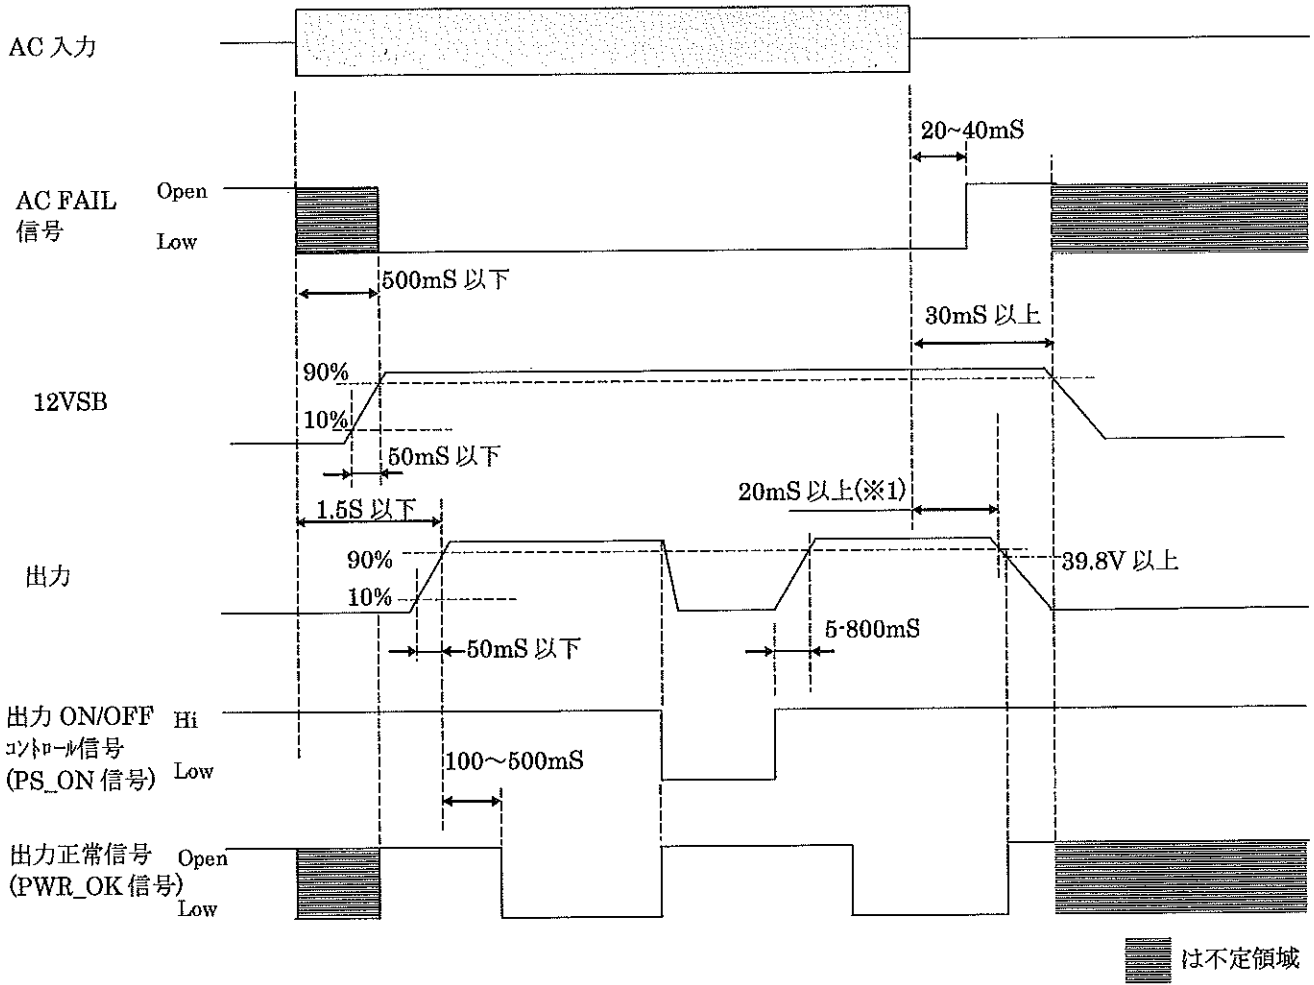 AC 入力
20~40mS
AC FAIL
信号
Open
Low
500mS 以下
30mS 以上
12VSB
90%
10%
50mS 以下
20mS 以上(※1)
1.5S 以下
出力
90%
10%
39.8V 以上
50mS 以下
5-800mS
出力 ON/OFF
コントロール信号
(PS_ON 信号)
Hi
Low
100～500mS
出力正常信号
(PWR_OK 信号)
Open
Low
は不定領域